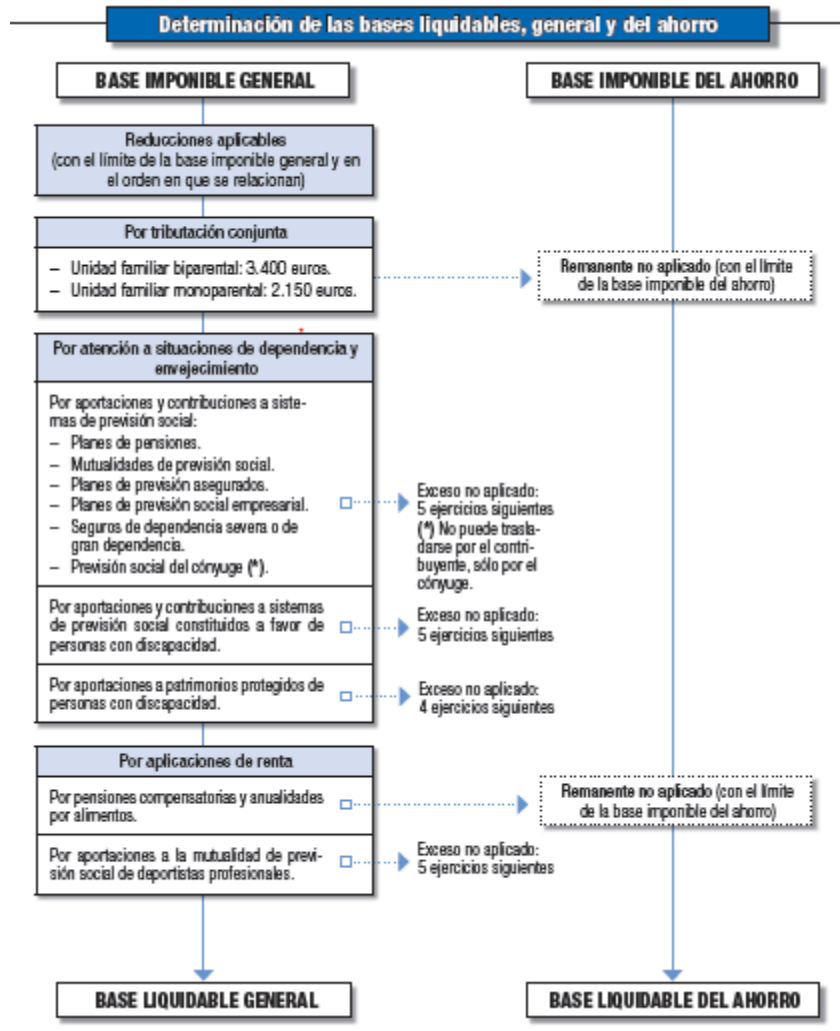 Determinación de las bases liquidables, general y del ahorro
BASE IMPONIBLE GENERAL
BASE IMPONIBLE DEL AHORRO
Reducciones aplicables
(con el límite de la base imponible general y en
el orden en que se relacionan)
Por tributación conjunta
– Unidad familiar biparental: 3.400 euros.
– Unidad familiar monoparental: 2.150 euros.
Remanente no aplicado (con el límite
de la base imponible del ahorro)
Por atención a situaciones de dependencia y
envejecimiento
Por aportaciones y contribuciones a siste-
mas de previsión social:
– Planes de pensiones.
– Mutualidades de previsión social.
– Planes de previsión asegurados.
– Planes de previsión social empresarial.
– Seguros de dependencia severa o de
gran dependencia.
– Previsión social del cónyuge (*).
Exceso no aplicado:
5 ejercicios siguientes
(*) No puede trasla-
darse por el contri-
buyente, sólo por el
cónyuge.
Por aportaciones y contribuciones a sistemas
de previsión social constituidos a favor de
personas con discapacidad.
Exceso no aplicado:
5 ejercicios siguientes
Por aportaciones a patrimonios protegidos de
personas con discapacidad.
Exceso no aplicado:
4 ejercicios siguientes
Por aplicaciones de renta
Por pensiones compensatorias y anualidades
por alimentos.
Remanente no aplicado (con el límite
de la base imponible del ahorro)
Por aportaciones a la mutualidad de previ-
sión social de deportistas profesionales.
Exceso no aplicado:
5 ejercicios siguientes
BASE LIQUIDABLE GENERAL
BASE LIQUIDABLE DEL AHORRO